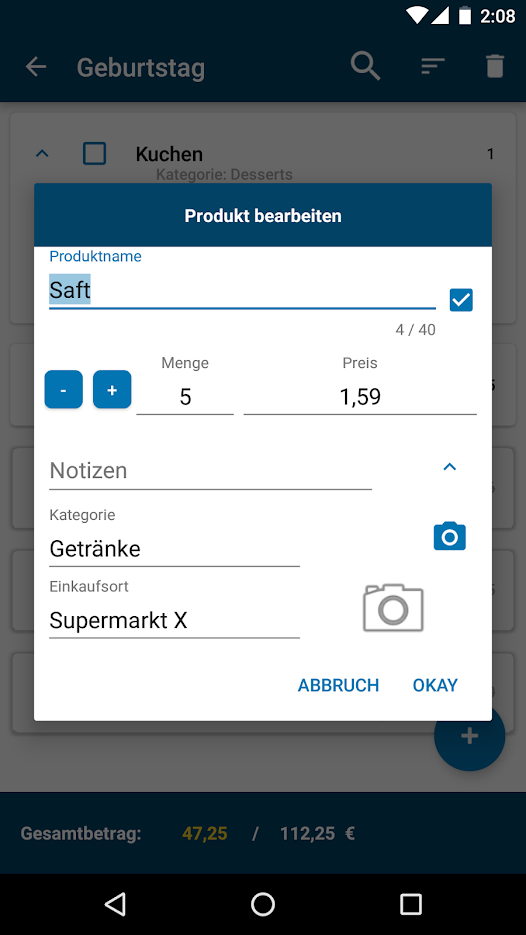 2:08
Geburtstag
Kuchen 1
Kategorie: Desserts
Produkt bearbeiten
Produktname
Saft
4 / 40
Menge Preis
- + 5 1,59
Notizen
Kategorie
Getränke
Einkaufsort
Supermarkt X
ABBRUCH OKAY
+
Gesamtbetrag: 47,25 / 112,25 €